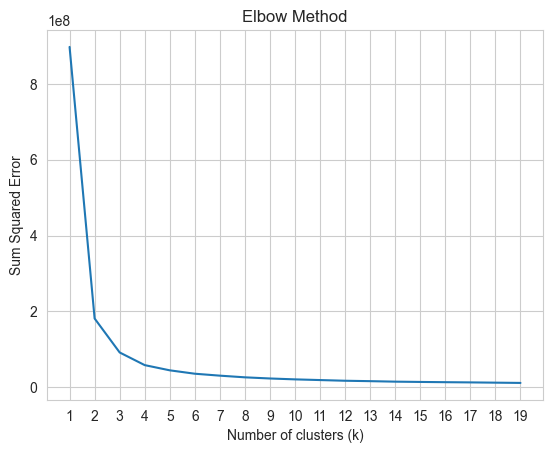 Elbow Method
1e8
8
6
4
2
0
Sum Squared Error
1 2 3 4 5 6 7 8 9 10 11 12 13 14 15 16 17 18 19
Number of clusters (k)